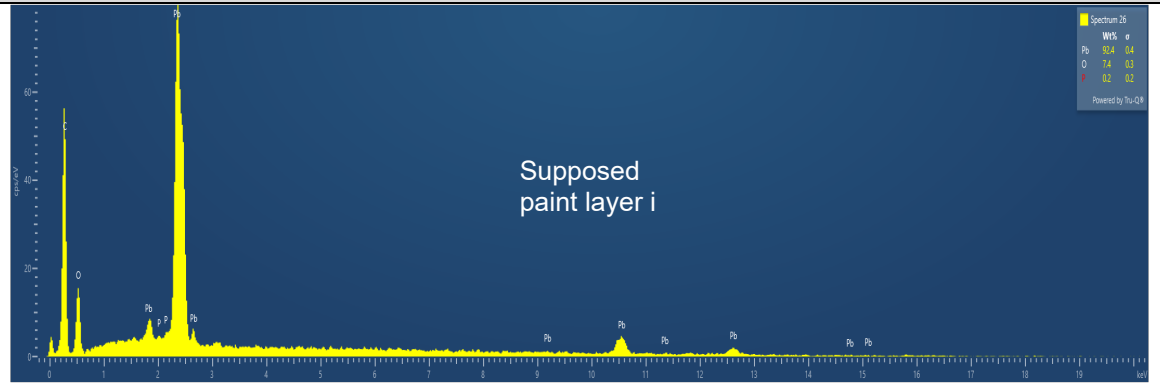 Spectrum 26
Wt% σ
Pb 92.4 0.4
O 7.4 0.3
P 0.2 0.2
Powered by Tru-Q®
Pb
60
C
cps/eV
40
Supposed
paint layer i
O
20
Pb P P Pb
Pb Pb Pb Pb Pb Pb
0
0 1 2 3 4 5 6 7 8 9 10 11 12 13 14 15 16 17 18 19 keV